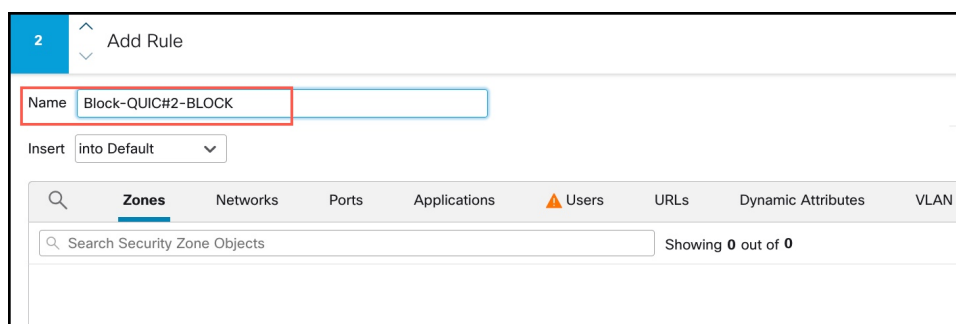 2 Add Rule
Name Block-QUIC#2-BLOCK
Insert into Default
Zones Networks Ports Applications Users URLs Dynamic Attributes VLAN
Search Security Zone Objects Showing 0 out of 0